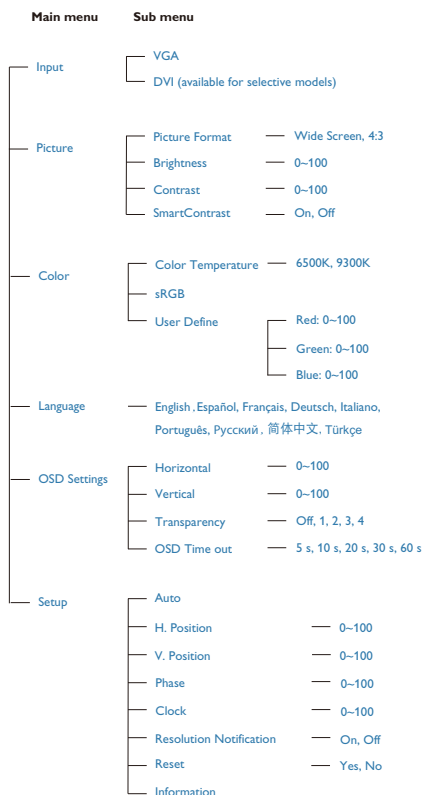 Main menu Sub menu
Input
VGA
DVI (available for selective models)
Picture
Picture Format Wide Screen, 4:3
Brightness 0~100
Contrast 0~100
SmartContrast On, Off
Color
Color Temperature 6500K, 9300K
sRGB
User Define Red: 0~100
Green: 0~100
Blue: 0~100
Language English, Español, Français, Deutsch, Italiano,
Português, Русский, 简体中文, Türkçe
OSD Settings
Horizontal 0~100
Vertical 0~100
Transparency Off, 1, 2, 3, 4
OSD Time out 5 s, 10 s, 20 s, 30 s, 60 s
Setup
Auto
H. Position 0~100
V. Position 0~100
Phase 0~100
Clock 0~100
Resolution Notification On, Off
Reset Yes, No
Information